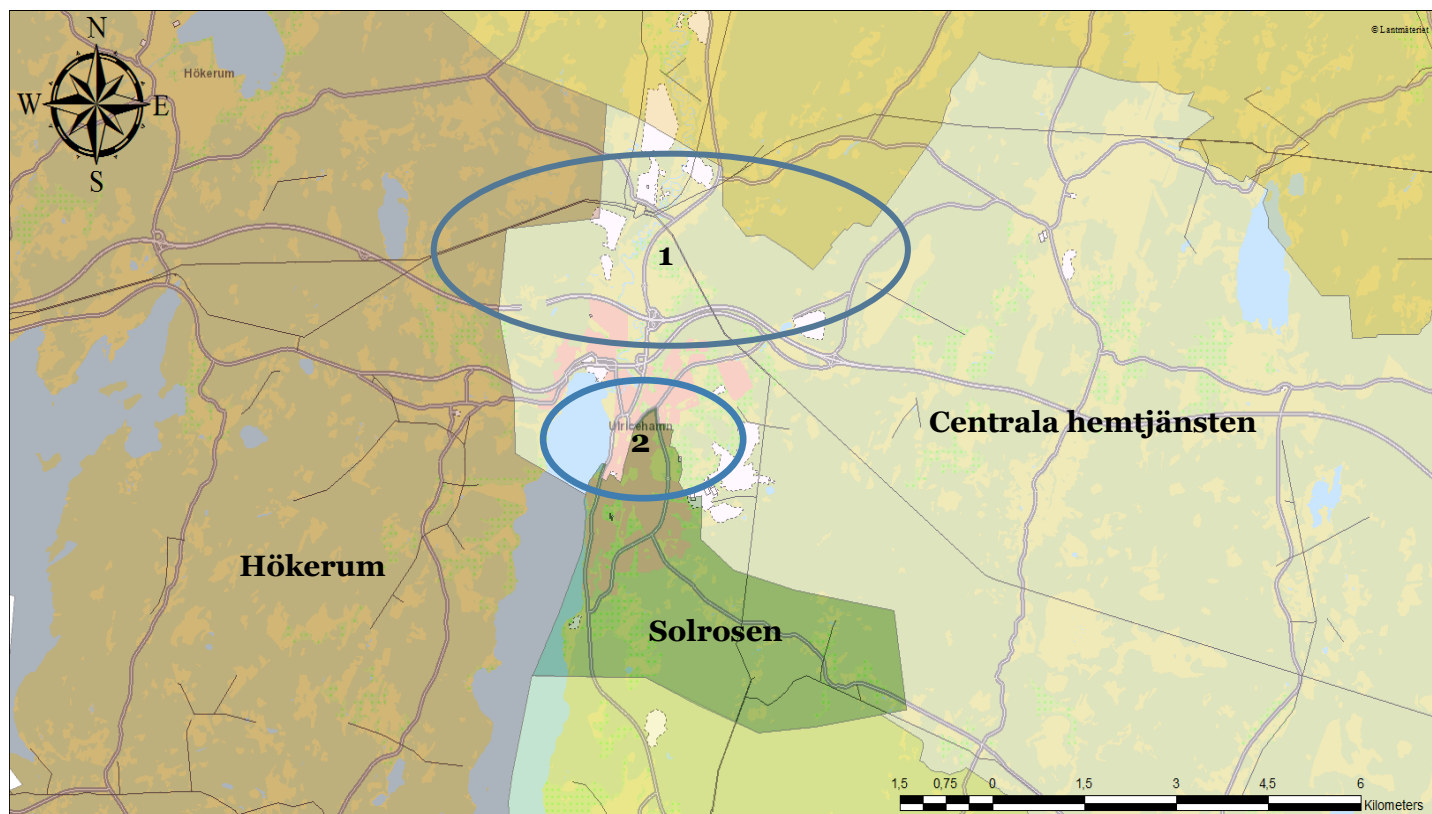 N
© Lantmäteriet
Hökerum
W E
S
1
Centrala hemtjänsten
Ulricehamn
2
Hökerum
Solrosen
1,5 0,75 0 1,5 3 4,5 6
Kilometers